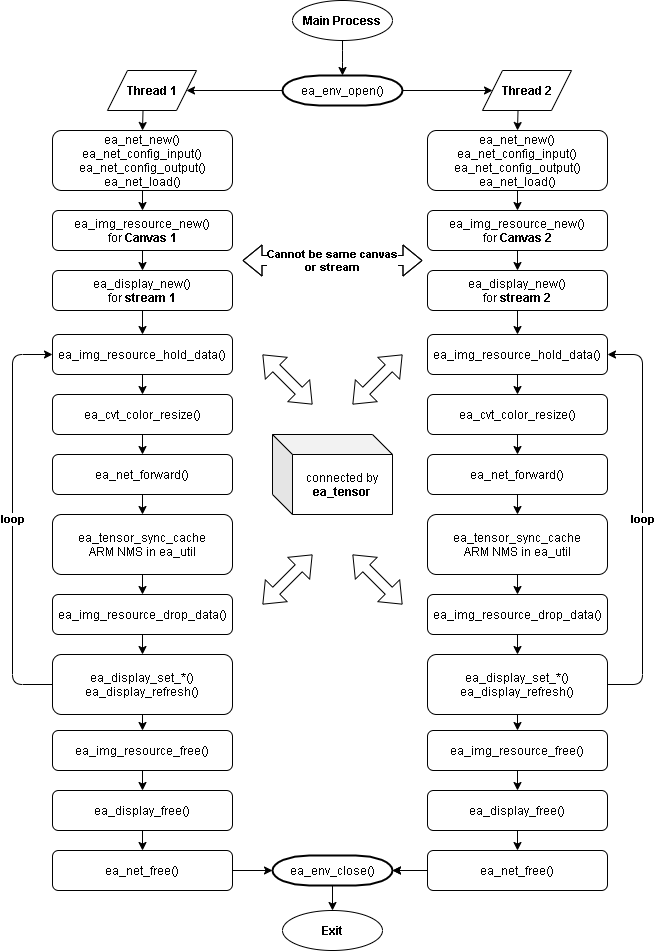 Main Process
Thread 1
ea_env_open()
Thread 2
ea_net_new()
ea_net_config_input()
ea_net_config_output()
ea_net_load()
ea_net_new()
ea_net_config_input()
ea_net_config_output()
ea_net_load()
ea_img_resource_new()
for Canvas 1
ea_img_resource_new()
for Canvas 2
Cannot be same canvas
or stream
ea_display_new()
for stream 1
ea_display_new()
for stream 2
ea_img_resource_hold_data()
ea_img_resource_hold_data()
ea_cvt_color_resize()
ea_cvt_color_resize()
ea_net_forward()
connected by
ea_tensor
ea_net_forward()
loop
ea_tensor_sync_cache
ARM NMS in ea_util
ea_tensor_sync_cache
ARM NMS in ea_util
loop
ea_img_resource_drop_data()
ea_img_resource_drop_data()
ea_display_set_*()
ea_display_refresh()
ea_display_set_*()
ea_display_refresh()
ea_img_resource_free()
ea_img_resource_free()
ea_display_free()
ea_display_free()
ea_net_free()
ea_env_close()
ea_net_free()
Exit